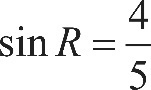 sin R = 4/5